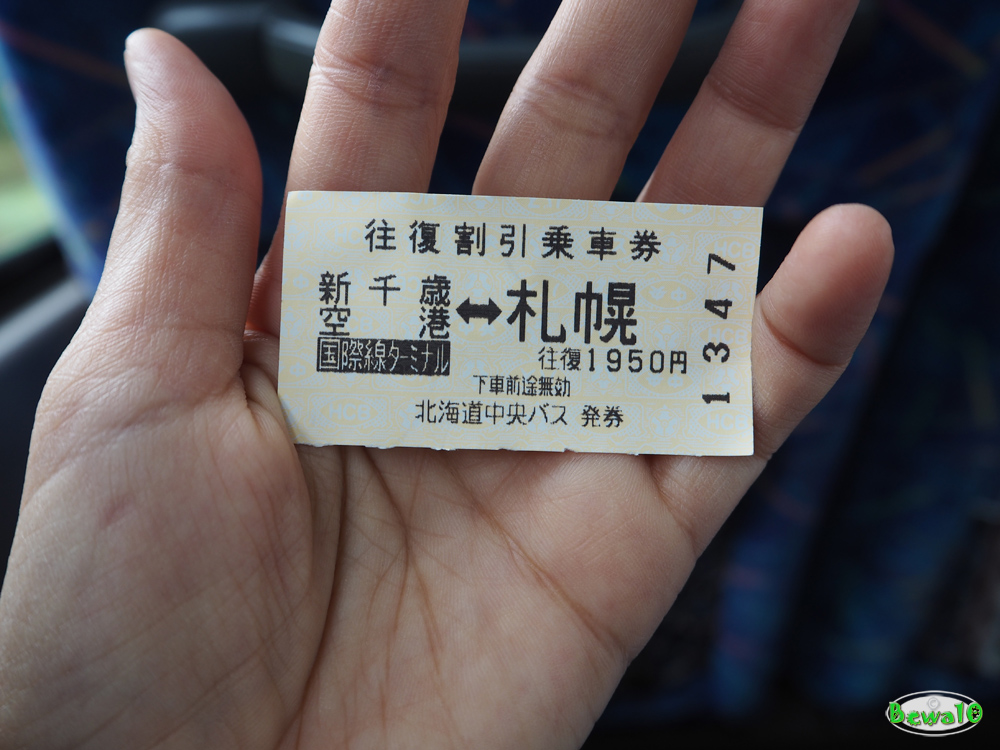 往復割引乗車券
新千歳空港⬌札幌
国際線ターミナル
往復1950円
下車前途無効
北海道中央バス 発券
1347
Bewa10